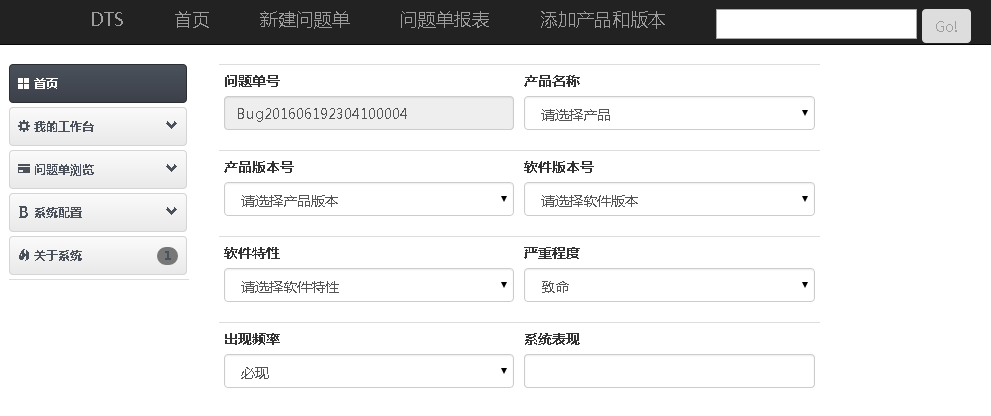 DTS 首页 新建问题单 问题单报表 添加产品和版本 Go!
首页
我的工作台
问题单浏览
系统配置
关于系统 1
问题单号 产品名称
Bug201606192304100004 请选择产品
产品版本号 软件版本号
请选择产品版本 请选择软件版本
软件特性 严重程度
请选择软件特性 致命
出现频率 系统表现
必现